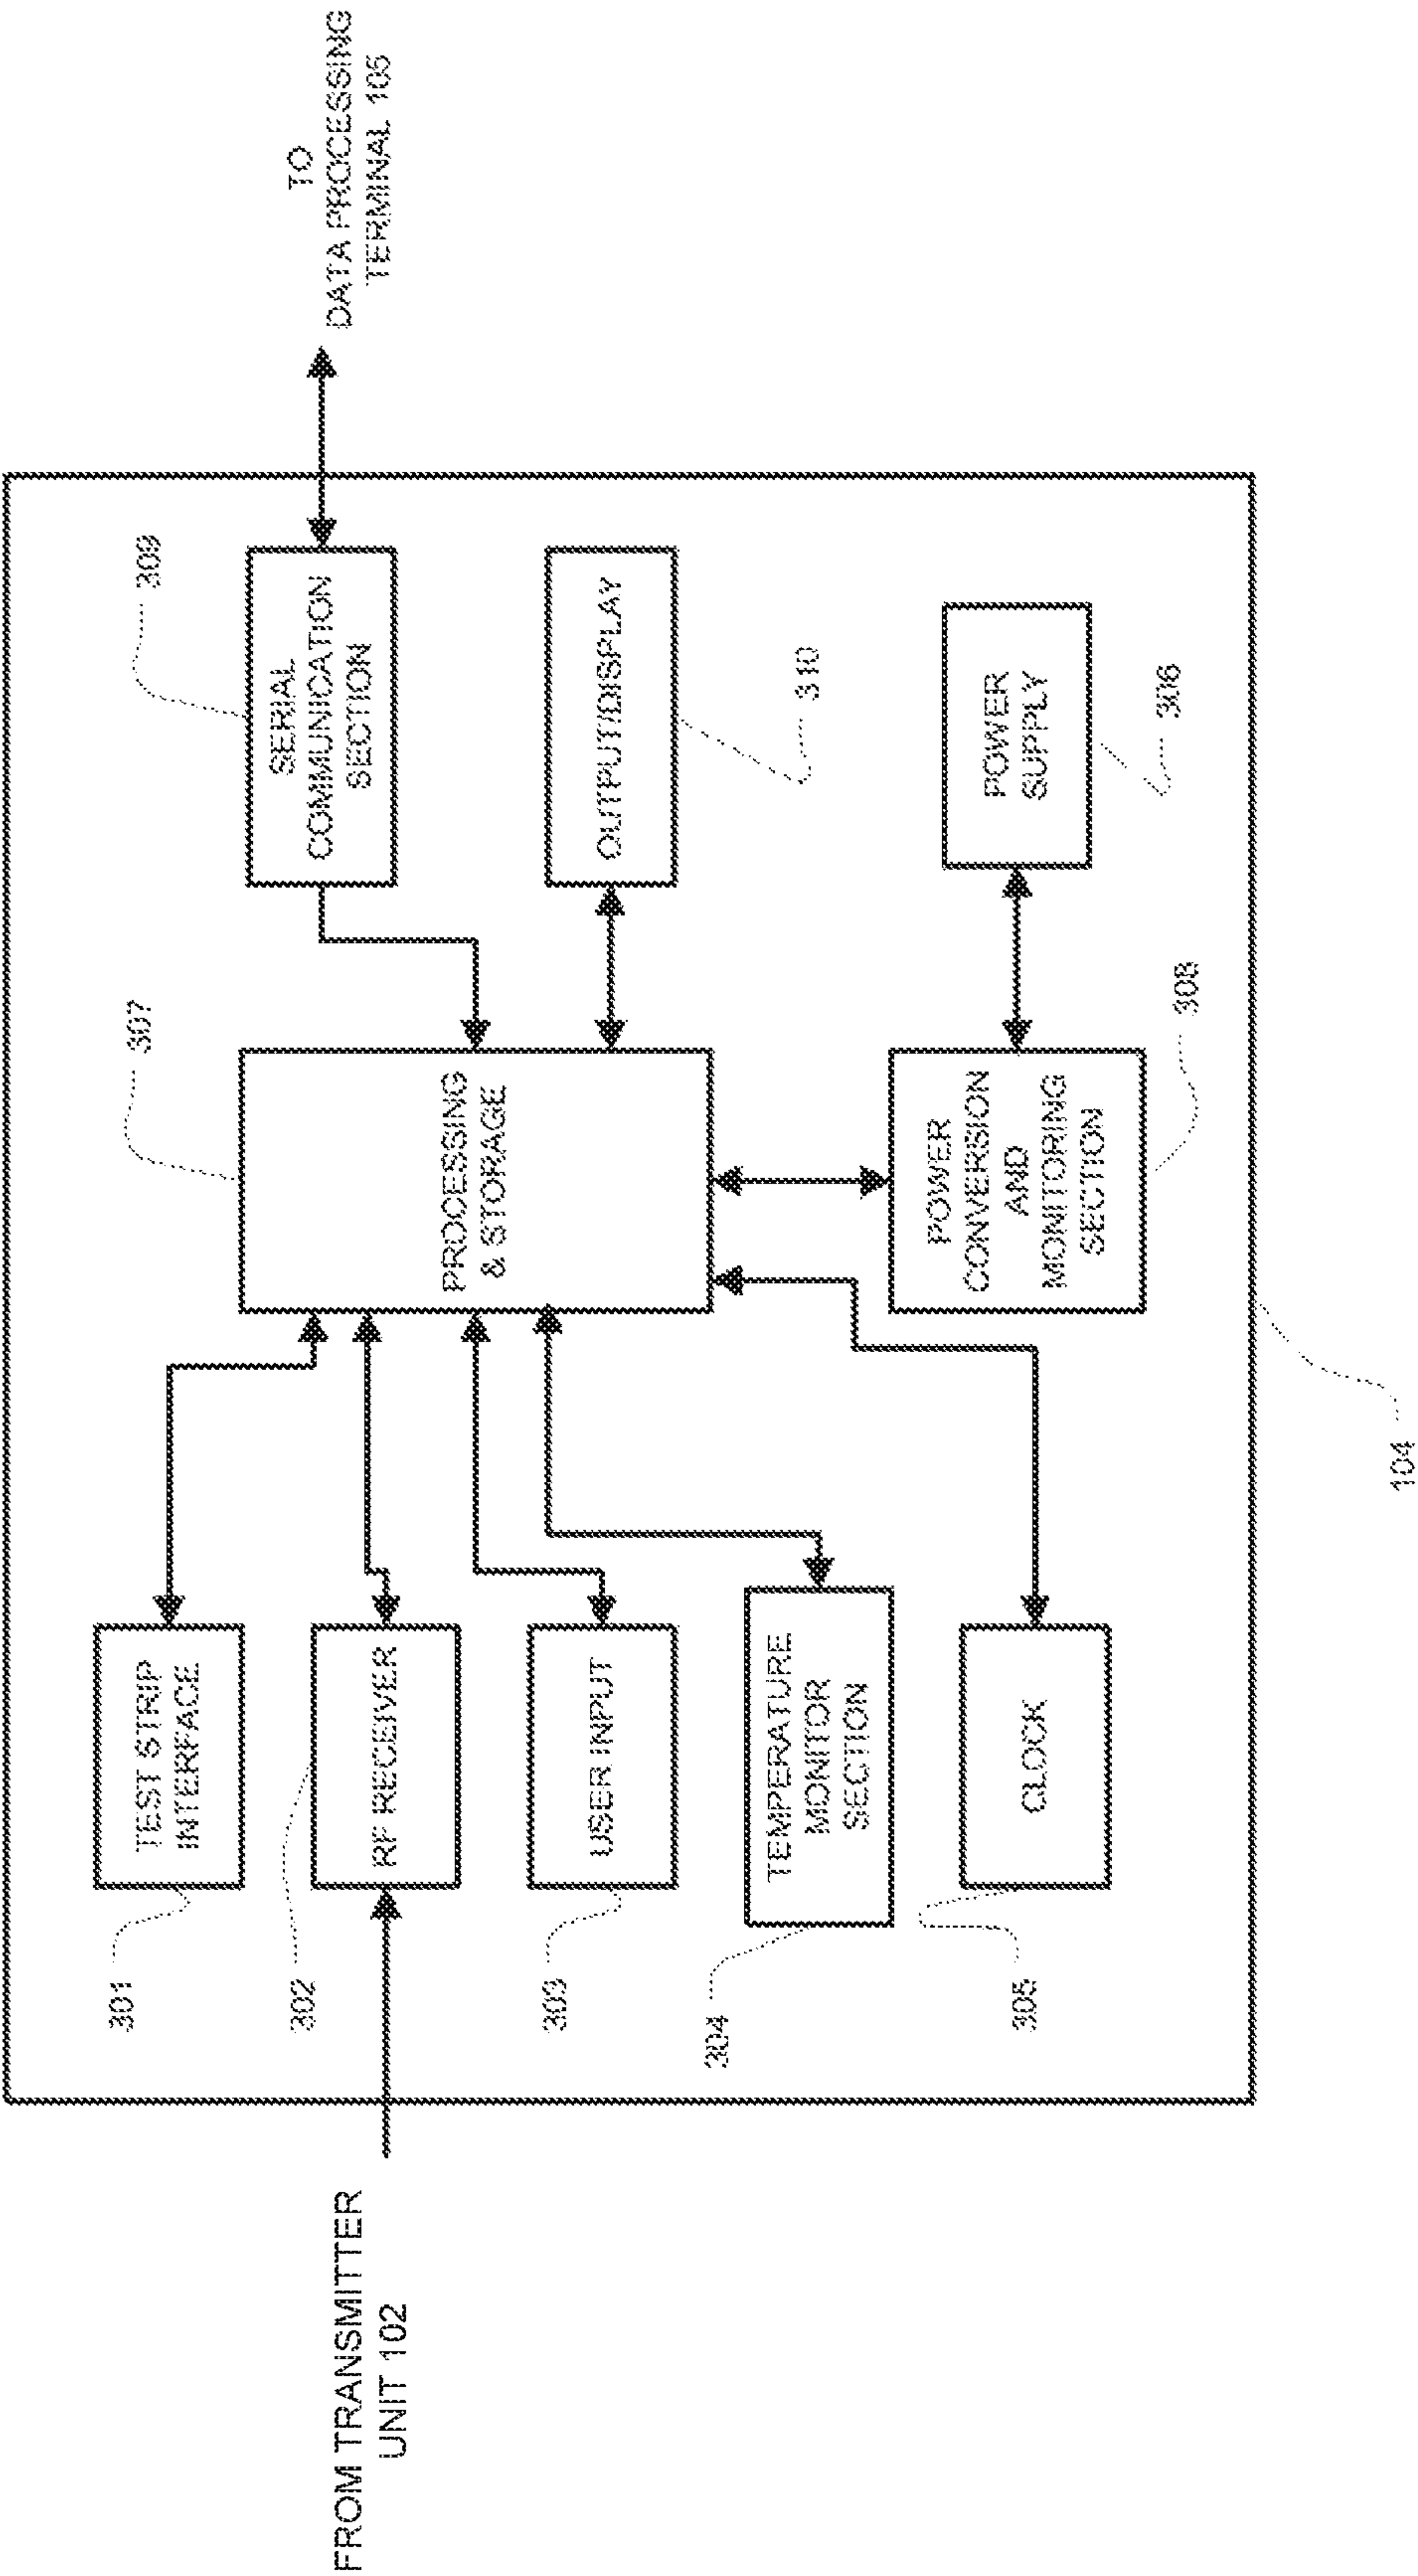 FROM TRANSMITTER
UNIT 102
301
TEST STRIP
INTERFACE
302
RF RECEIVER
303
USER INPUT
304
TEMPERATURE
MONITOR
SECTION
305
CLOCK
307
PROCESSING
& STORAGE
308
POWER
CONVERSION
AND
MONITORING
SECTION
309
SERIAL
COMMUNICATION
SECTION
310
OUTPUT/DISPLAY
306
POWER
SUPPLY
TO
DATA PROCESSING
TERMINAL 105
104